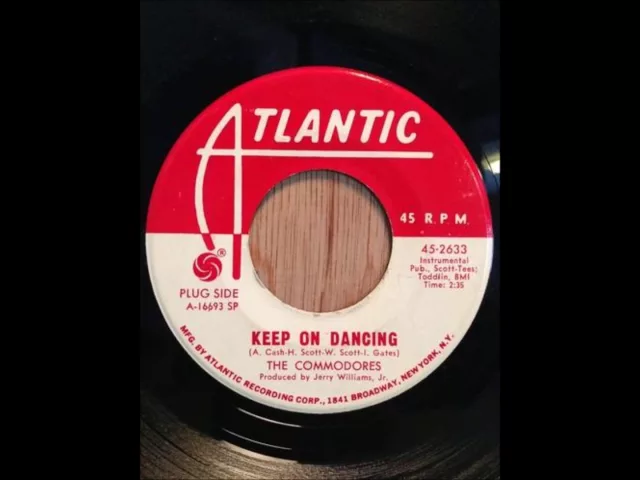 ATLANTIC
45 R.P.M.
®
45-2633
Instrumental
Pub., Scott-Tees;
Toddlin, BMI
Time: 2:35
PLUG SIDE
A-16693 SP
KEEP ON DANCING
(A. Cash-H. Scott-W. Scott-I. Gates)
THE COMMODORES
Produced by Jerry Williams, Jr.
MFG. BY ATLANTIC RECORDING CORP., 1841 BROADWAY, NEW YORK, N.Y.